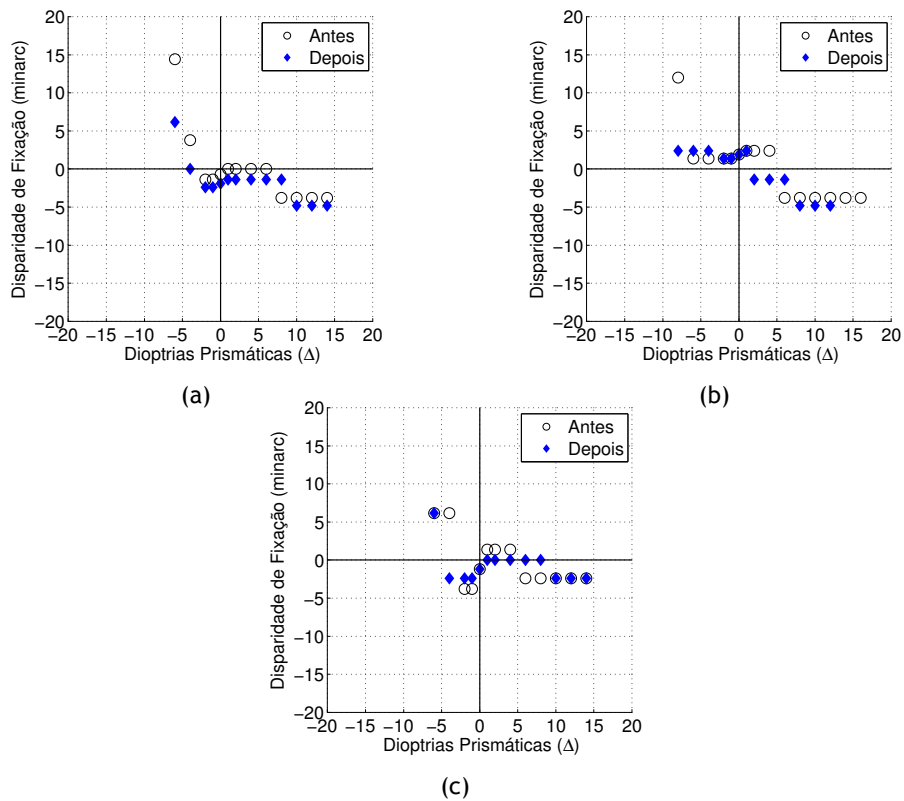 20
15
10
5
0
−5
−10
−15
−20
−20 −15 −10 −5 0 5 10 15 20
Dioptrias Prismáticas (Δ)
Disparidade de Fixação (minarc)
Antes
Depois
(a)
20
15
10
5
0
−5
−10
−15
−20
−20 −15 −10 −5 0 5 10 15 20
Dioptrias Prismáticas (Δ)
Disparidade de Fixação (minarc)
Antes
Depois
(b)
20
15
10
5
0
−5
−10
−15
−20
−20 −15 −10 −5 0 5 10 15 20
Dioptrias Prismáticas (Δ)
Disparidade de Fixação (minarc)
Antes
Depois
(c)